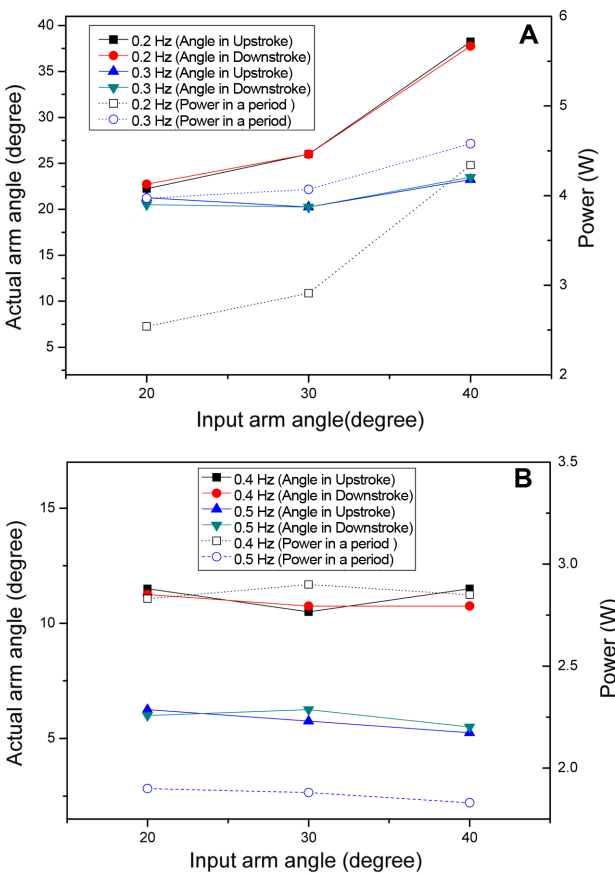 A
0.2 Hz (Angle in Upstroke)
0.2 Hz (Angle in Downstroke)
0.3 Hz (Angle in Upstroke)
0.3 Hz (Angle in Downstroke)
0.2 Hz (Power in a period )
0.3 Hz (Power in a period)
Actual arm angle (degree)
40
35
30
25
20
15
10
5
Power (W)
6
5
4
3
2
20 30 40
Input arm angle(degree)
B
0.4 Hz (Angle in Upstroke)
0.4 Hz (Angle in Downstroke)
0.5 Hz (Angle in Upstroke)
0.5 Hz (Angle in Downstroke)
0.4 Hz (Power in a period )
0.5 Hz (Power in a period)
Actual arm angle (degree)
15
10
5
Power (W)
3.5
3.0
2.5
2.0
20 30 40
Input arm angle (degree)